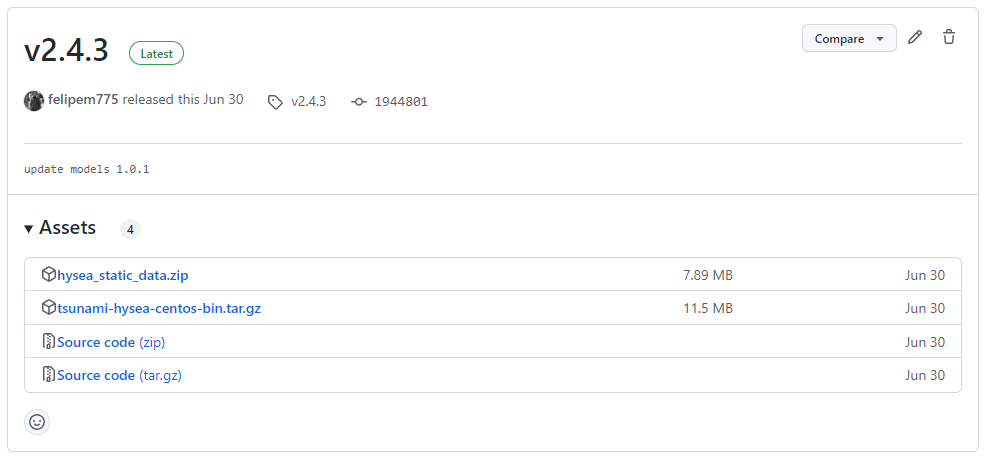 v2.4.3 Latest Compare
felipem775 released this Jun 30 v2.4.3 1944801
update models 1.0.1
Assets 4
hysea_static_data.zip 7.89 MB Jun 30
tsunami-hysea-centos-bin.tar.gz 11.5 MB Jun 30
Source code (zip) Jun 30
Source code (tar.gz) Jun 30